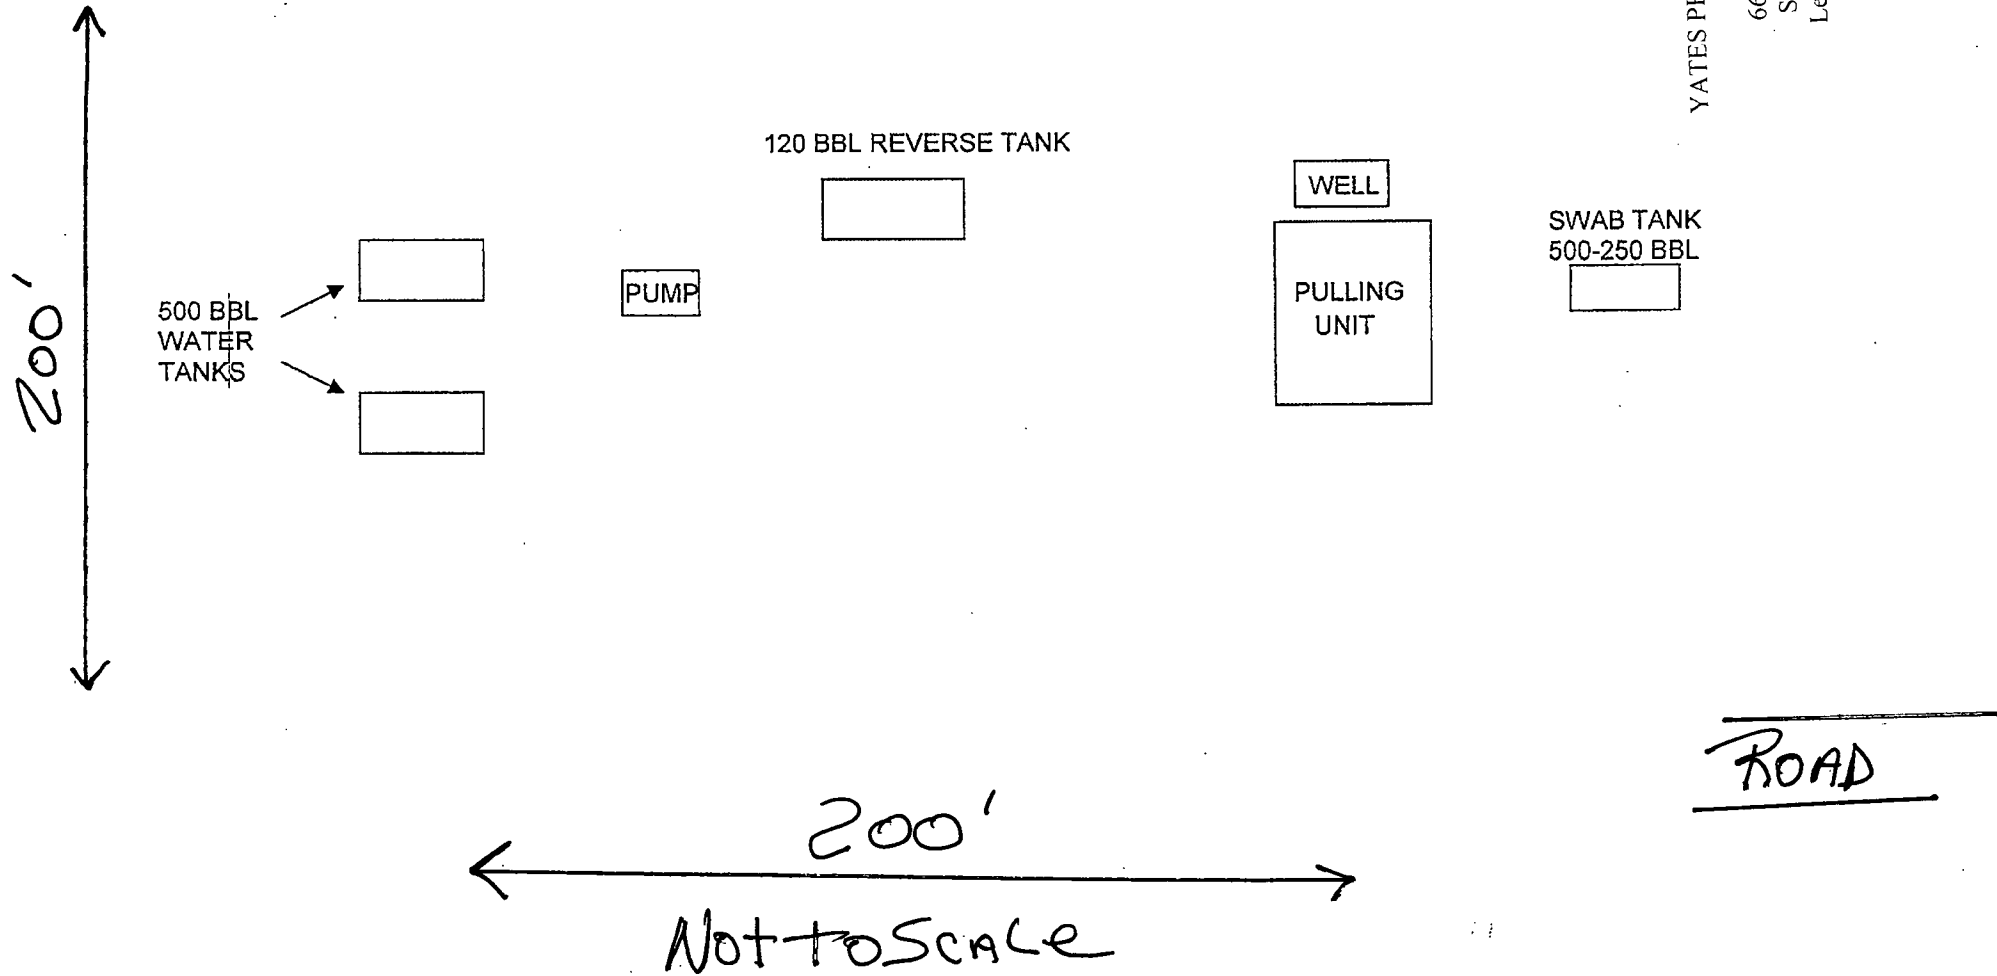 YATES
120 BBL REVERSE TANK
WELL
SWAB TANK
500-250 BBL
PULLING
UNIT
PUMP
500 BBL
WATER
TANKS
200'
ROAD
200'
Not to Scale